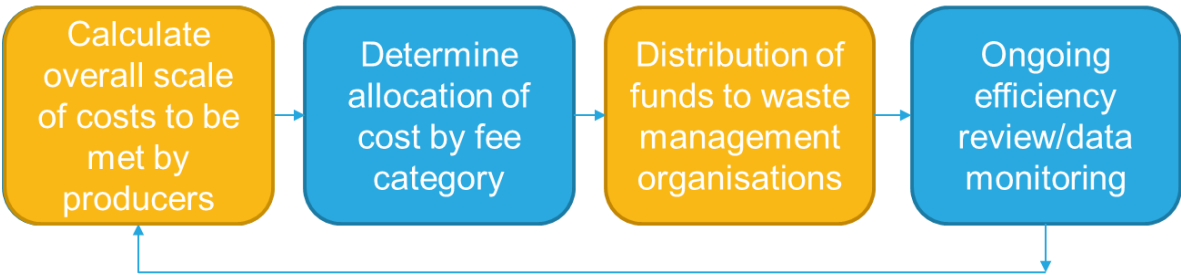 Calculate
overall scale
of costs to be
met by
producers
Determine
allocation of
cost by fee
category
Distribution of
funds to waste
management
organisations
Ongoing
efficiency
review/data
monitoring